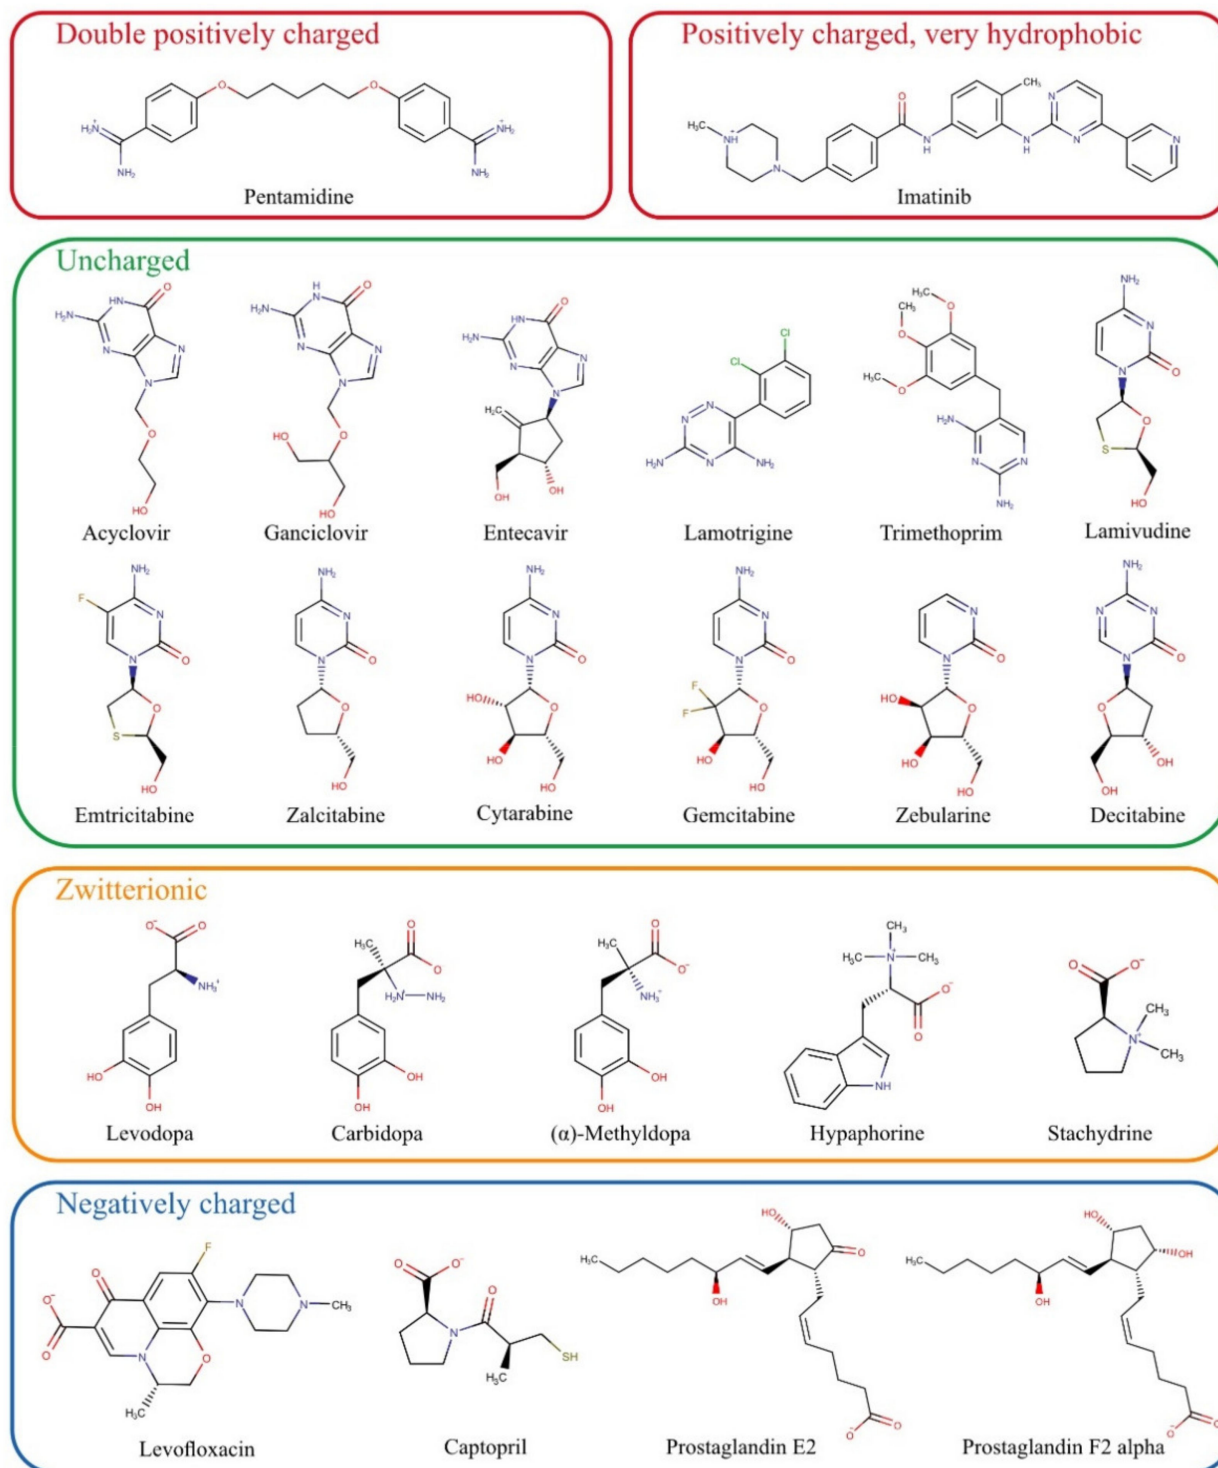 Double positively charged
Positively charged, very hydrophobic
Pentamidine
Imatinib
Uncharged
Acyclovir
Ganciclovir
Entecavir
Lamotrigine
Trimethoprim
Lamivudine
Emtricitabine
Zalcitabine
Cytarabine
Gemcitabine
Zebularine
Decitabine
Zwitterionic
Levodopa
Carbidopa
(α)-Methyldopa
Hypaphorine
Stachydrine
Negatively charged
Levofloxacin
Captopril
Prostaglandin E2
Prostaglandin F2 alpha